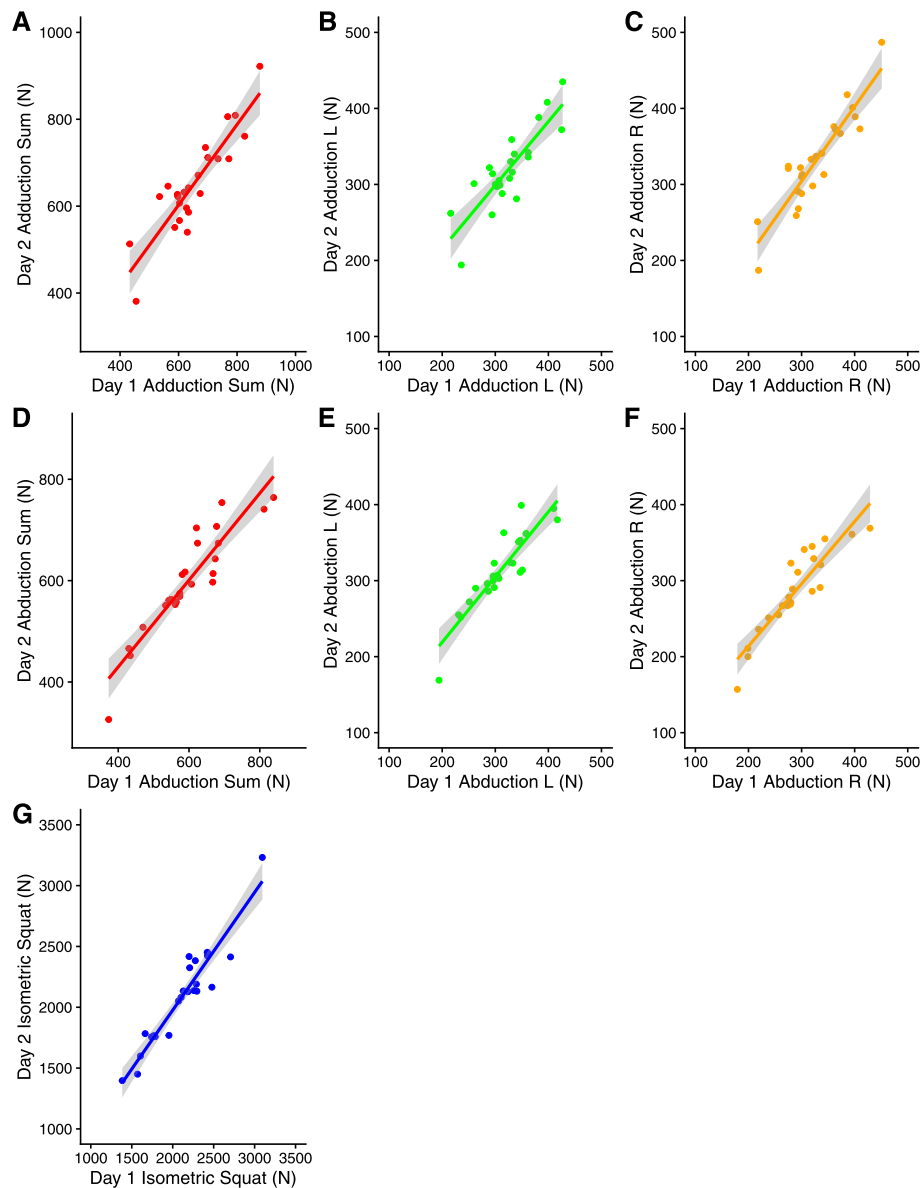 A
B
C
1000
800
600
400
Day 2 Adduction Sum (N)
400 600 800 1000
Day 1 Adduction Sum (N)
500
400
300
200
100
Day 2 Adduction L (N)
100 200 300 400 500
Day 1 Adduction L (N)
500
400
300
200
100
Day 2 Adduction R (N)
100 200 300 400 500
Day 1 Adduction R (N)
D
E
F
800
600
400
Day 2 Abduction Sum (N)
400 600 800
Day 1 Abduction Sum (N)
500
400
300
200
100
Day 2 Abduction L (N)
100 200 300 400 500
Day 1 Abduction L (N)
500
400
300
200
100
Day 2 Abduction R (N)
100 200 300 400 500
Day 1 Abduction R (N)
G
3500
3000
2500
2000
1500
1000
Day 2 Isometric Squat (N)
1000 1500 2000 2500 3000 3500
Day 1 Isometric Squat (N)